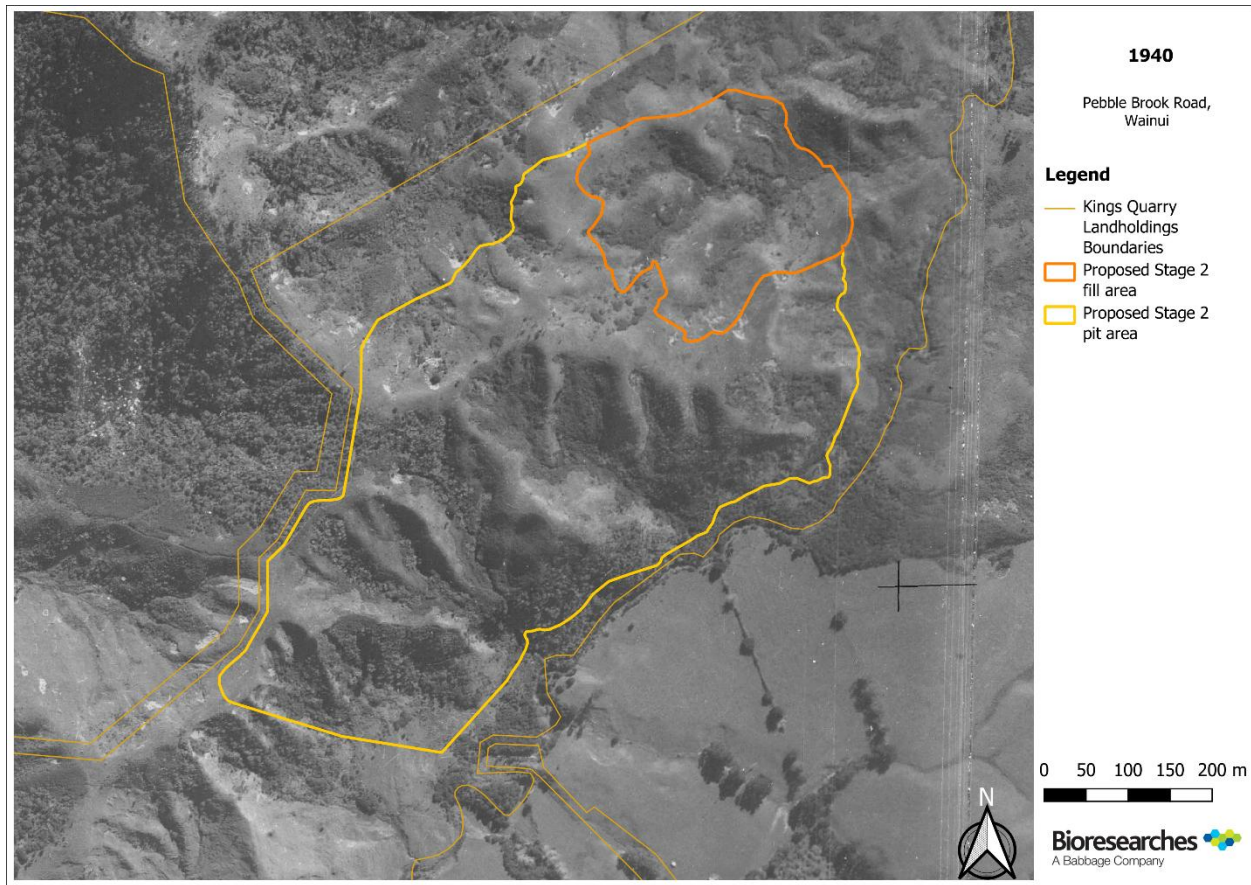 1940
Pebble Brook Road,
Wainui
Legend
Kings Quarry
Landholdings
Boundaries
Proposed Stage 2
fill area
Proposed Stage 2
pit area
0 50 100 150 200 m
N
Bioresearches
A Babbage Company